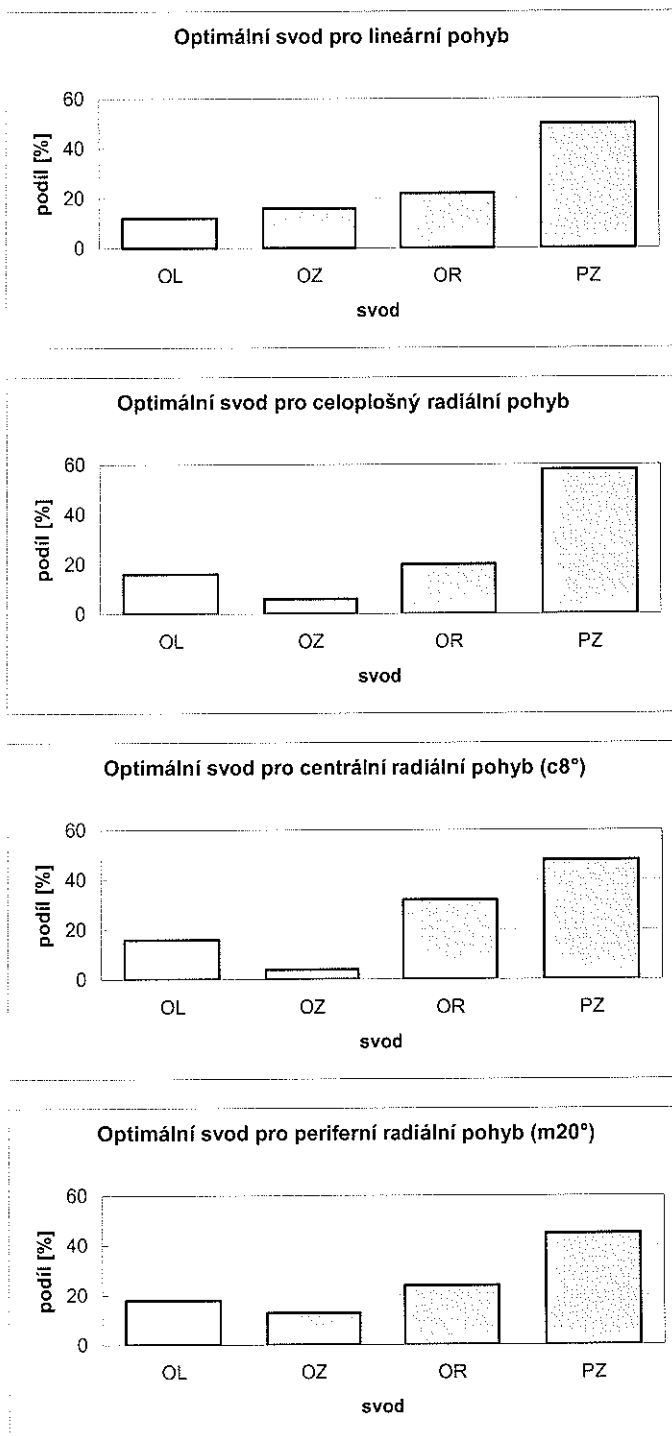 Optimální svod pro lineární pohyb
podíl [%]
60
40
20
0
OL OZ OR PZ
svod
Optimální svod pro celoplošný radiální pohyb
podíl [%]
60
40
20
0
OL OZ OR PZ
svod
Optimální svod pro centrální radiální pohyb (c8°)
podíl [%]
60
40
20
0
OL OZ OR PZ
svod
Optimální svod pro periferní radiální pohyb (m20°)
podíl [%]
60
40
20
0
OL OZ OR PZ
svod